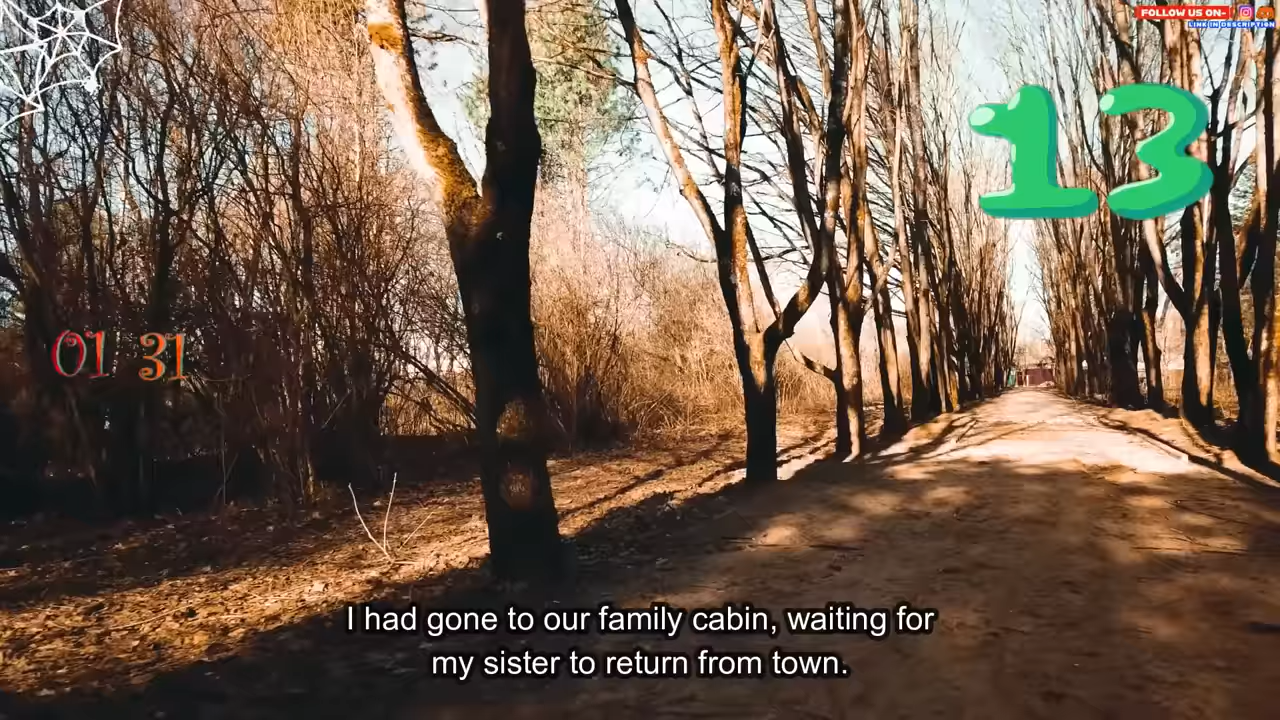 FOLLOW US ON-
LINK IN DESCRIPTION
13
01 31
I had gone to our family cabin, waiting for
my sister to return from town.